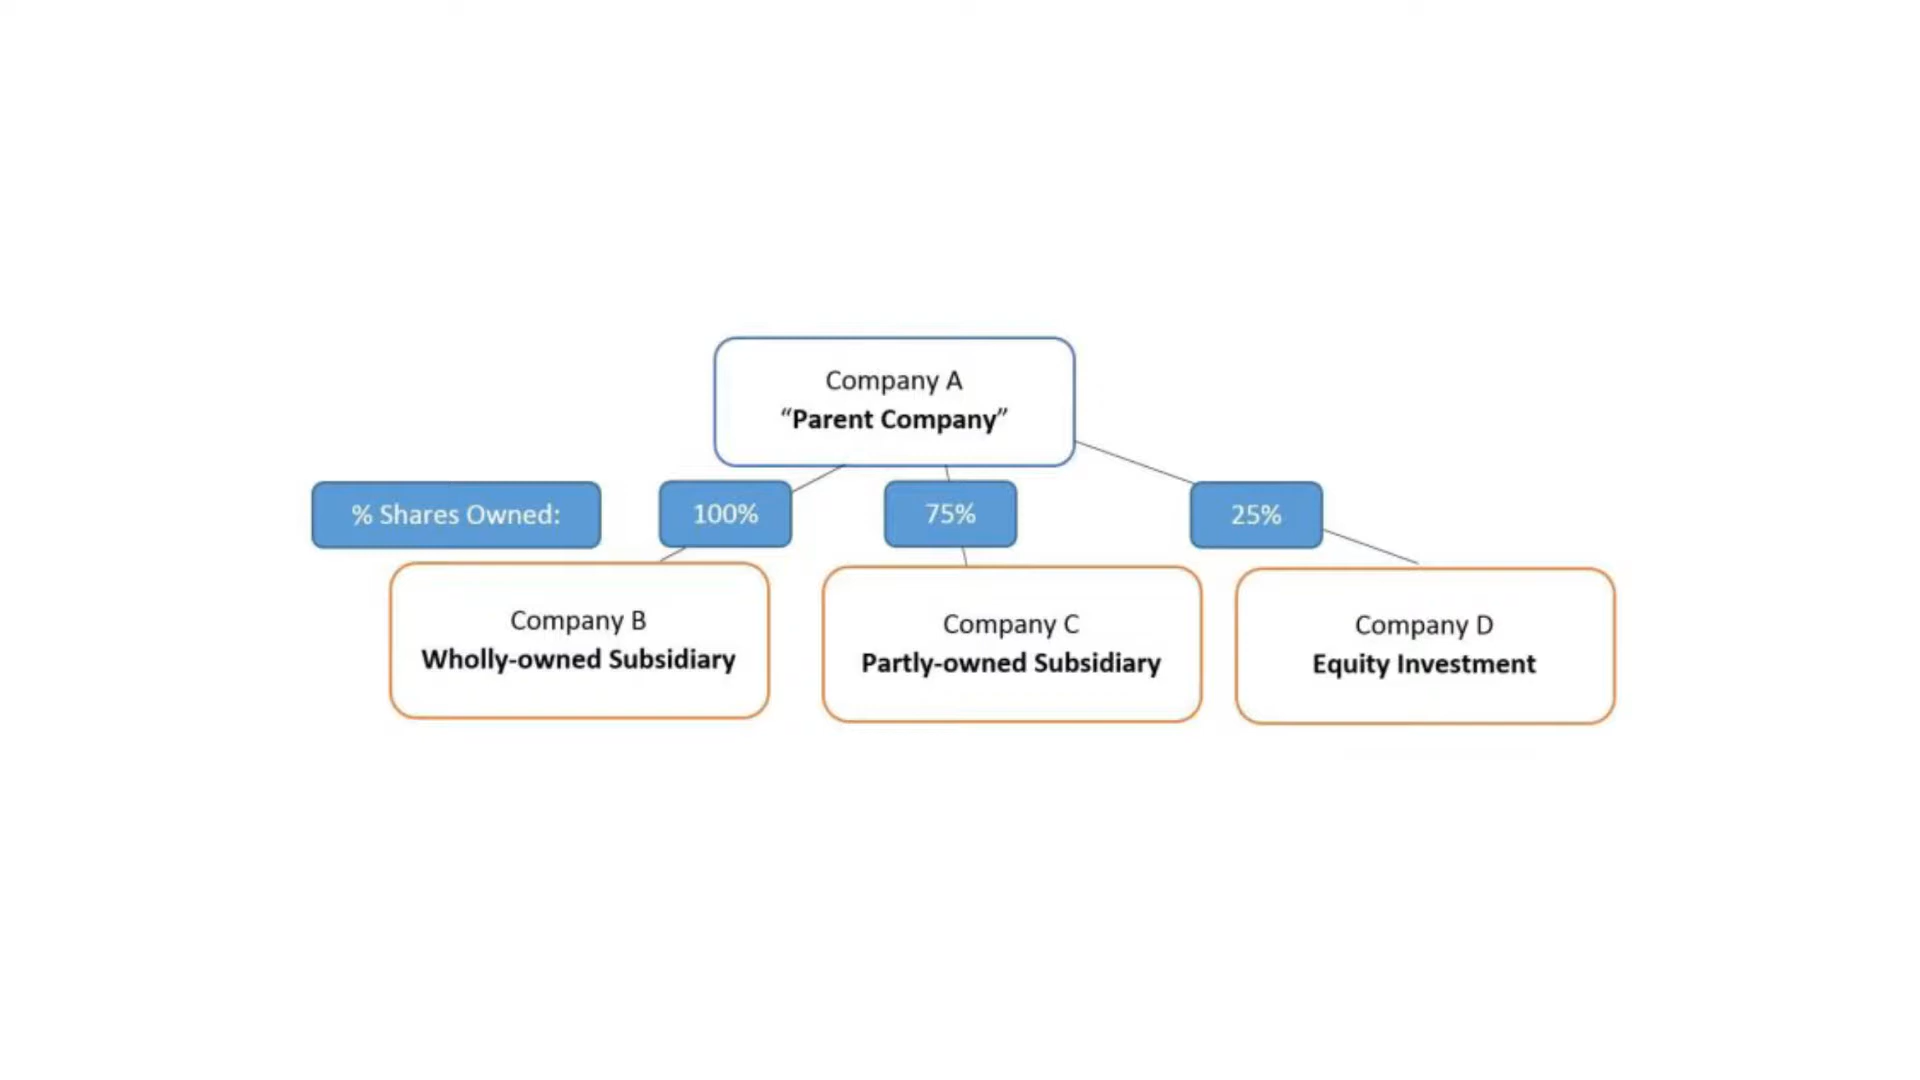 Company A
“Parent Company”
% Shares Owned:
100%
75%
25%
Company B
Wholly-owned Subsidiary
Company C
Partly-owned Subsidiary
Company D
Equity Investment